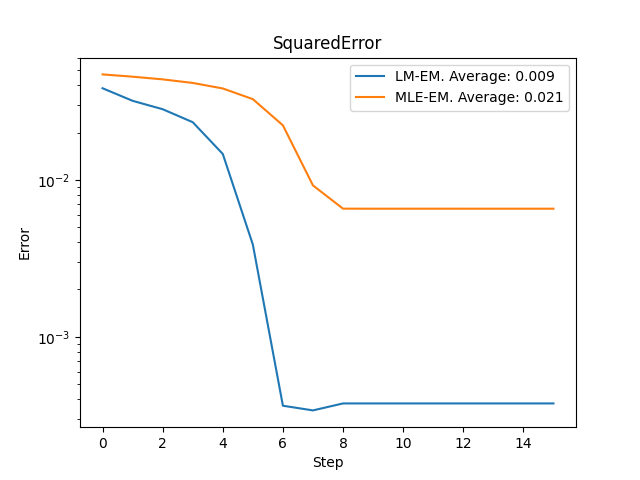 SquaredError
LM-EM. Average: 0.009
MLE-EM. Average: 0.021
Error
10⁻²
10⁻³
0 2 4 6 8 10 12 14
Step